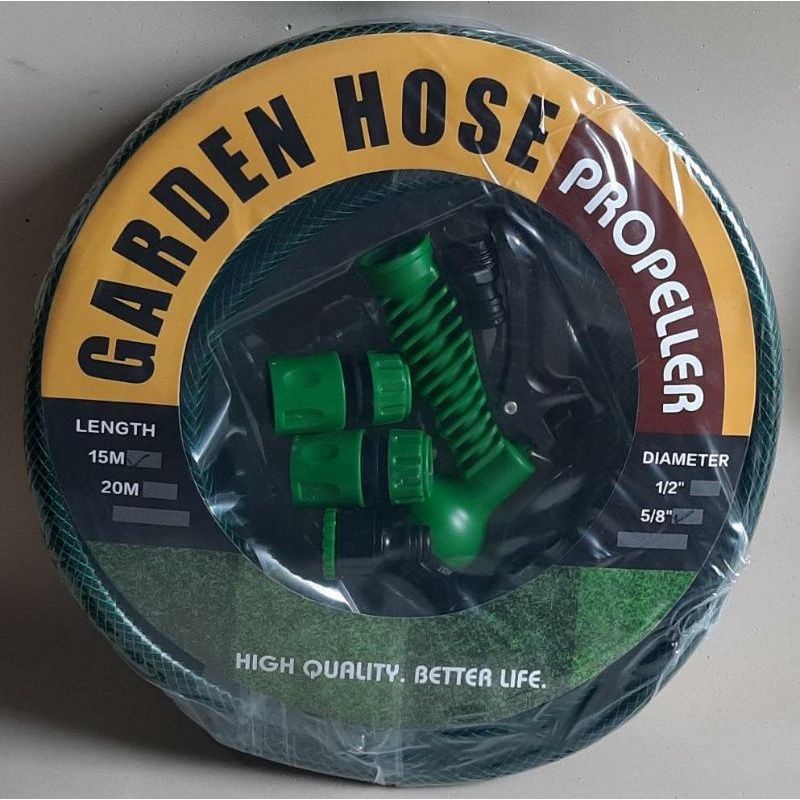 GARDEN HOSE
PROPELLER
LENGTH
15M
20M
DIAMETER
1/2"
5/8"
HIGH QUALITY. BETTER LIFE.